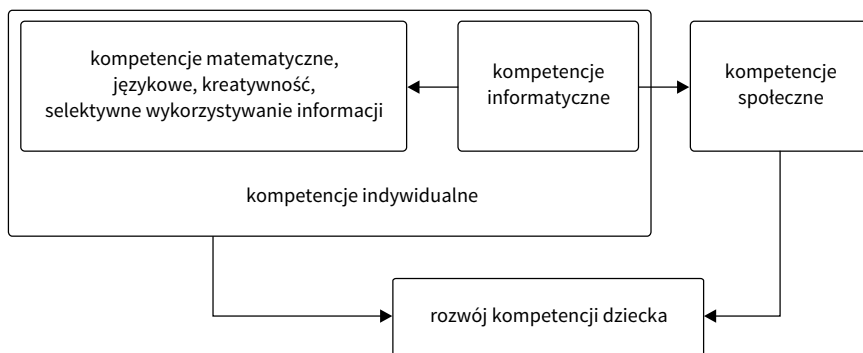 kompetencje matematyczne,
językowe, kreatywność,
selektywne wykorzystywanie informacji
kompetencje
informatyczne
kompetencje
społeczne
kompetencje indywidualne
rozwój kompetencji dziecka